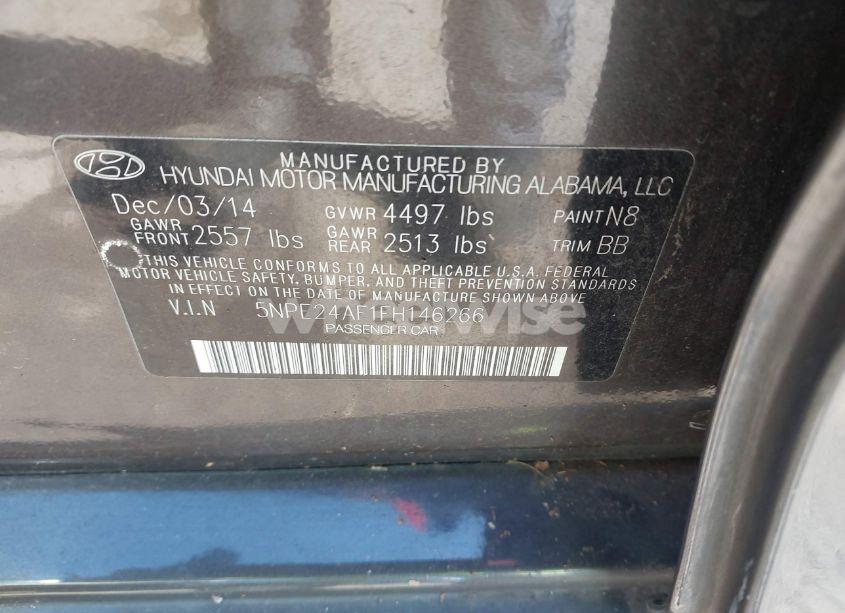 MANUFACTURED BY
HYUNDAI MOTOR MANUFACTURING ALABAMA, LLC
Dec/03/14 GVWR 4497 lbs PAINT N8
GAWR FRONT 2557 lbs GAWR REAR 2513 lbs TRIM BB
THIS VEHICLE CONFORMS TO ALL APPLICABLE U.S.A. FEDERAL
MOTOR VEHICLE SAFETY, BUMPER, AND THEFT PREVENTION STANDARDS
IN EFFECT ON THE DATE OF MANUFACTURE SHOWN ABOVE.
V.I.N 5NPE24AF1FH146266
PASSENGER CAR